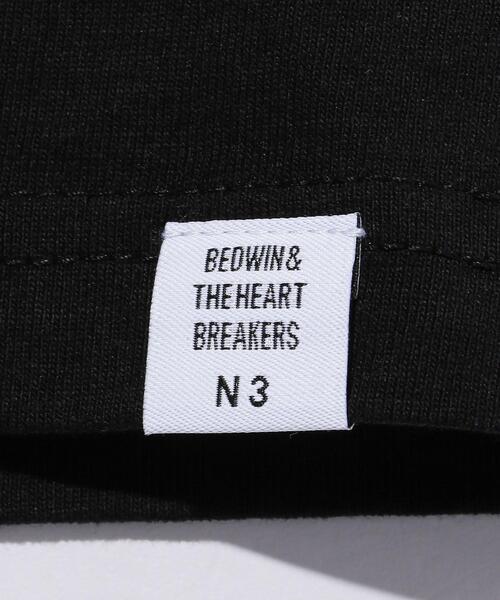 BEDWIN &
THE HEART
BREAKERS
N 3